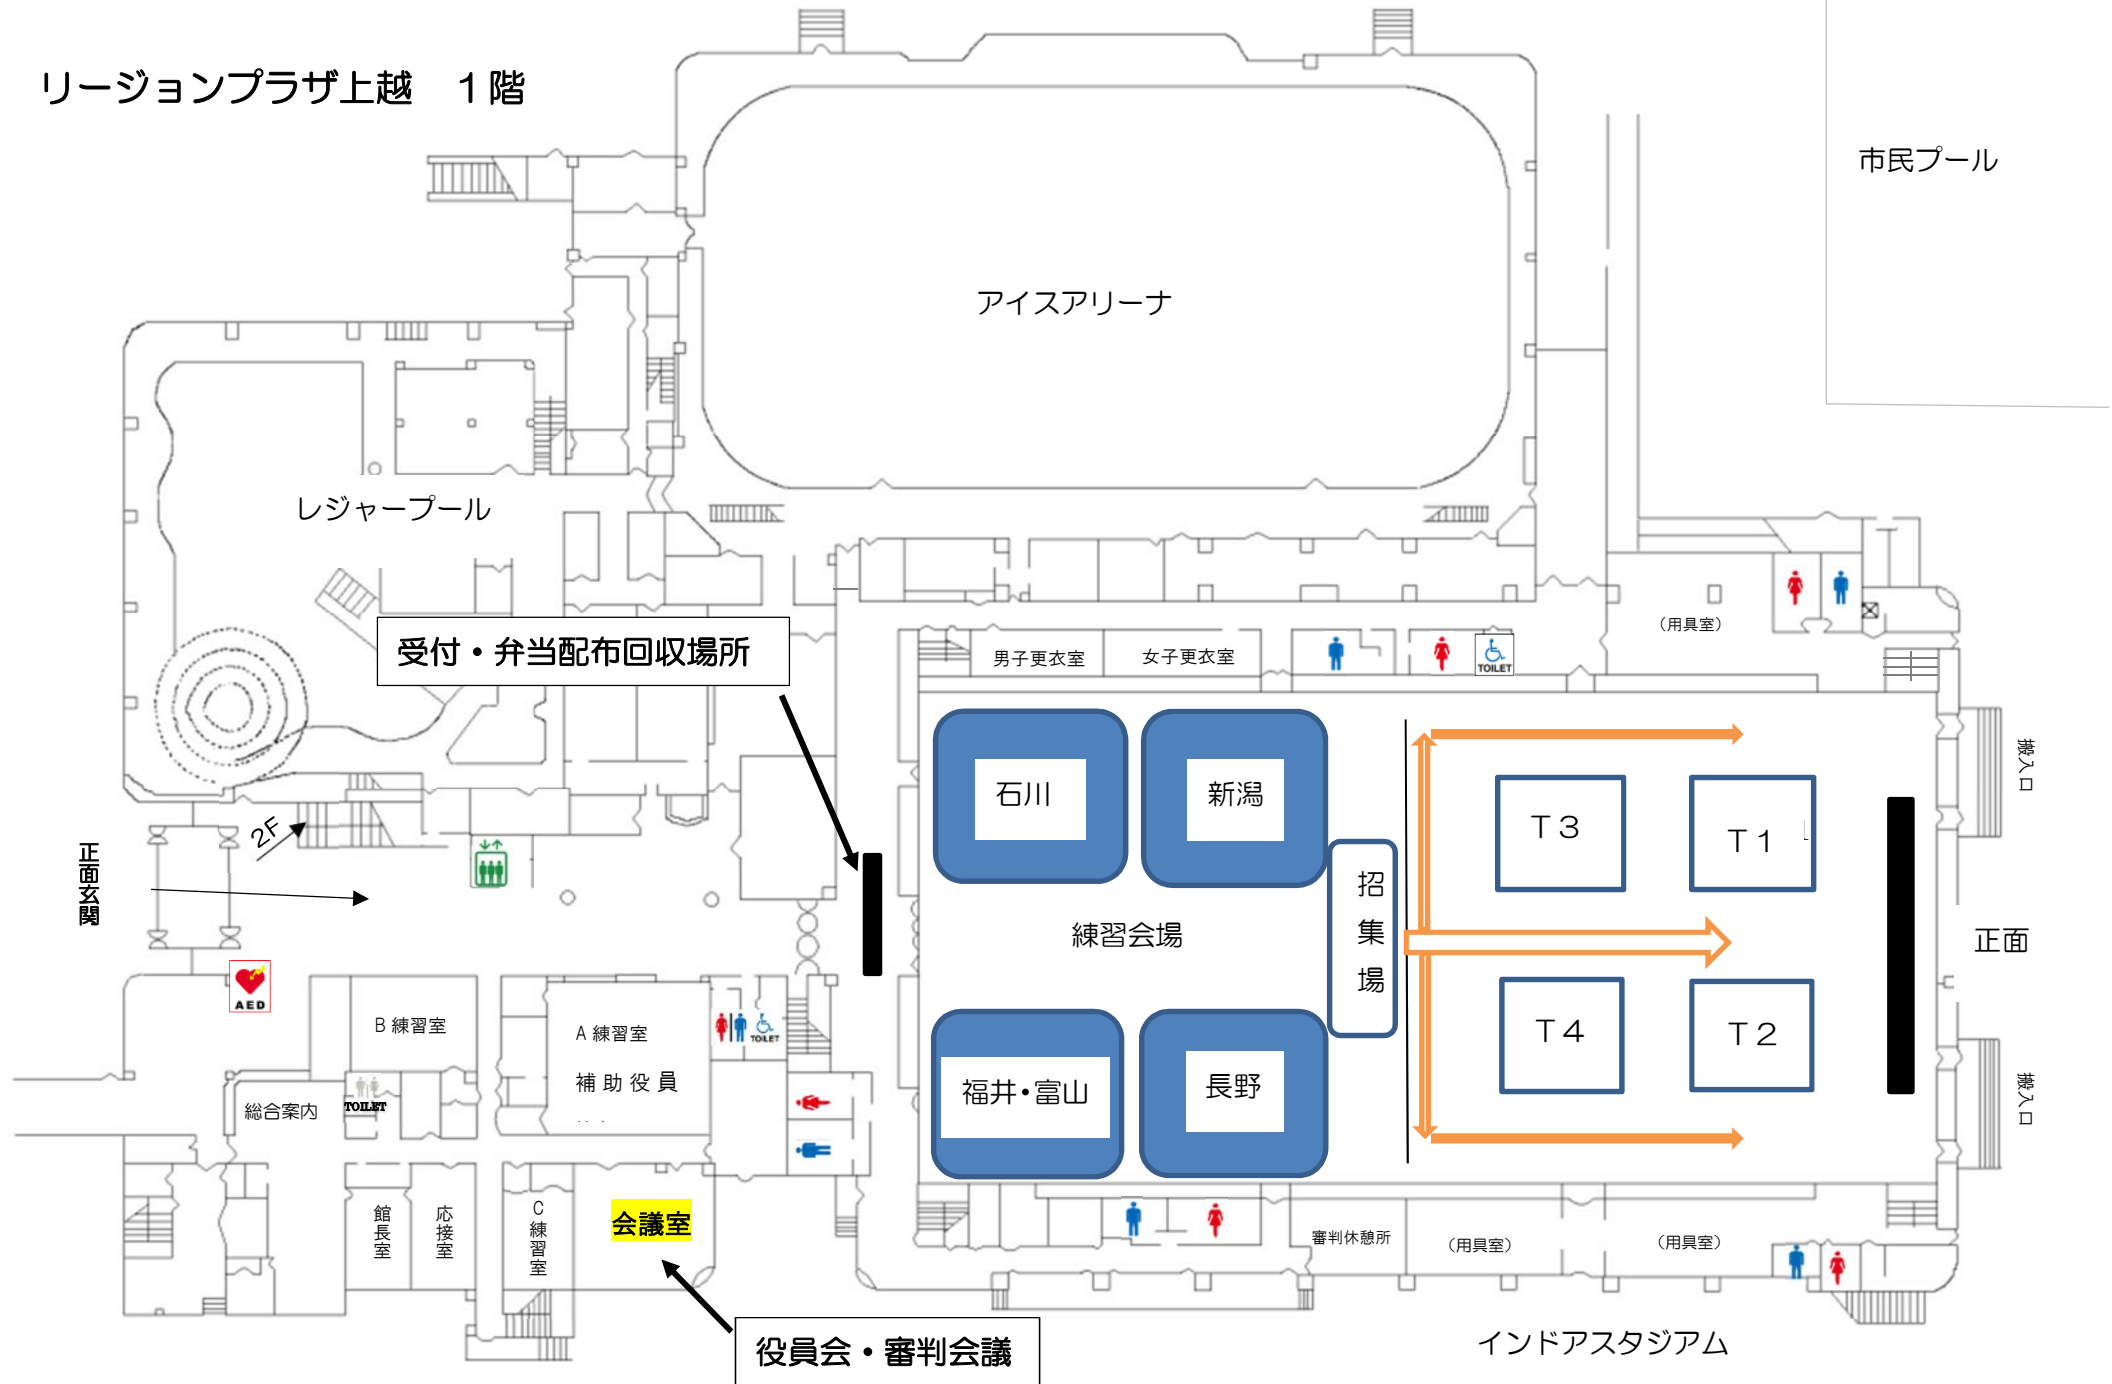 リージョンプラザ上越　１階
市民プール
アイスアリーナ
レジャープール
受付・弁当配布回収場所
（用具室）
男子更衣室
女子更衣室
TOILET
石川
新潟
T３
T１
搬入口
2F
正面玄関
招集場
練習会場
正面
AED
B 練習室
A 練習室
補助役員
TOILET
T４
T２
福井・富山
長野
搬入口
総合案内
TOILET
館長室
応接室
C練習室
会議室
審判休憩所
（用具室）
（用具室）
役員会・審判会議
インドアスタジアム